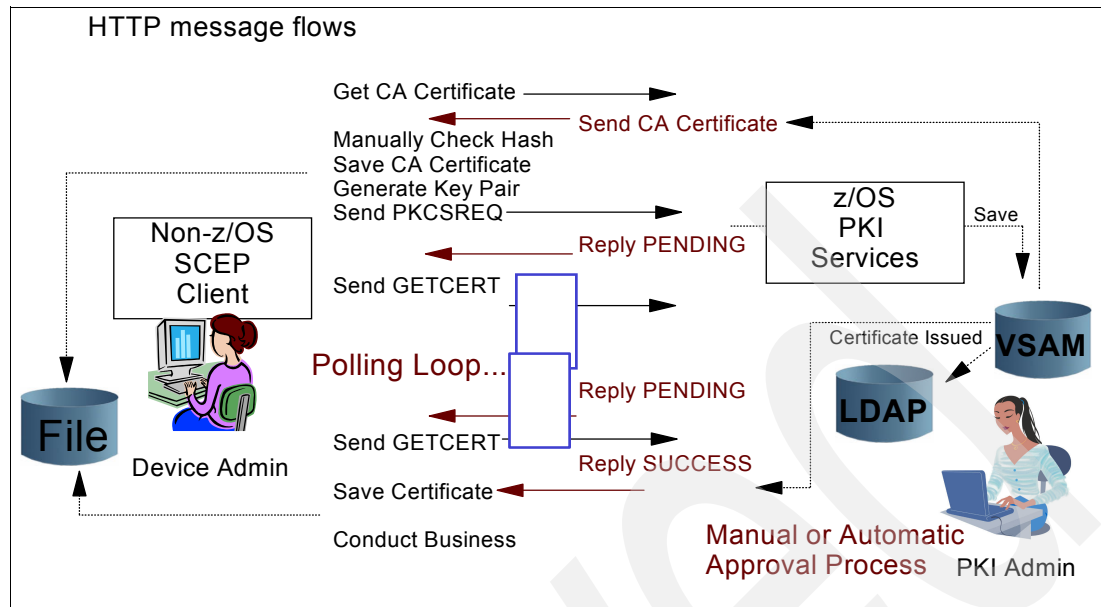 HTTP message flows
Get CA Certificate
Send CA Certificate
Manually Check Hash
Save CA Certificate
Generate Key Pair
Send PKCSREQ
z/OS
PKI
Services
Save
Non-z/OS
SCEP
Client
Reply PENDING
Send GETCERT
Certificate Issued
VSAM
Polling Loop...
Reply PENDING
LDAP
File
Device Admin
Send GETCERT
Reply SUCCESS
Save Certificate
Conduct Business
Manual or Automatic
Approval Process
PKI Admin